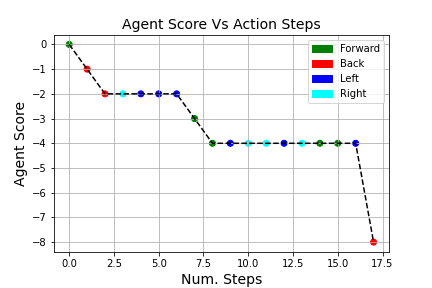 Agent Score Vs Action Steps
0
−1
−2
−3
−4
−5
−6
−7
−8
Agent Score
Forward
Back
Left
Right
0.0 2.5 5.0 7.5 10.0 12.5 15.0 17.5
Num. Steps